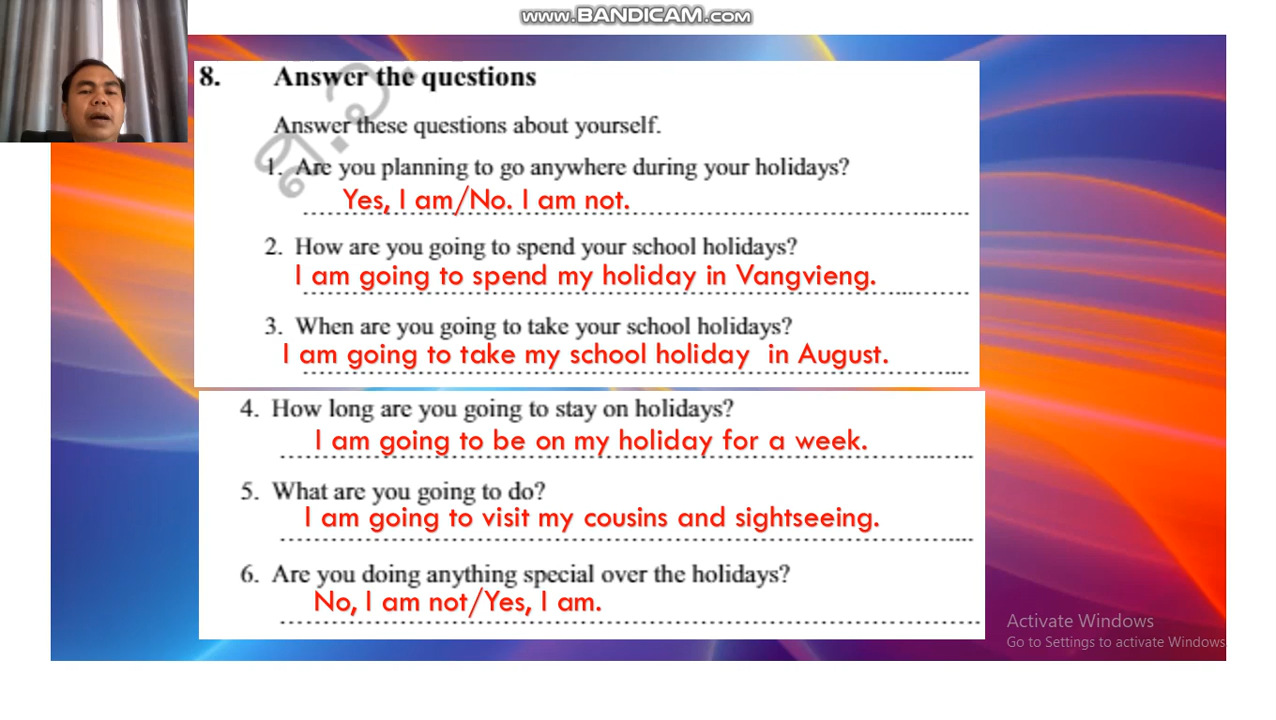 www.BANDICAM.com
8. Answer the questions
Answer these questions about yourself.
1. Are you planning to go anywhere during your holidays?
Yes, I am/No. I am not.
2. How are you going to spend your school holidays?
I am going to spend my holiday in Vangvieng.
3. When are you going to take your school holidays?
I am going to take my school holiday in August.
4. How long are you going to stay on holidays?
I am going to be on my holiday for a week.
5. What are you going to do?
I am going to visit my cousins and sightseeing.
6. Are you doing anything special over the holidays?
No, I am not/Yes, I am.
Activate Windows
Go to Settings to activate Windows